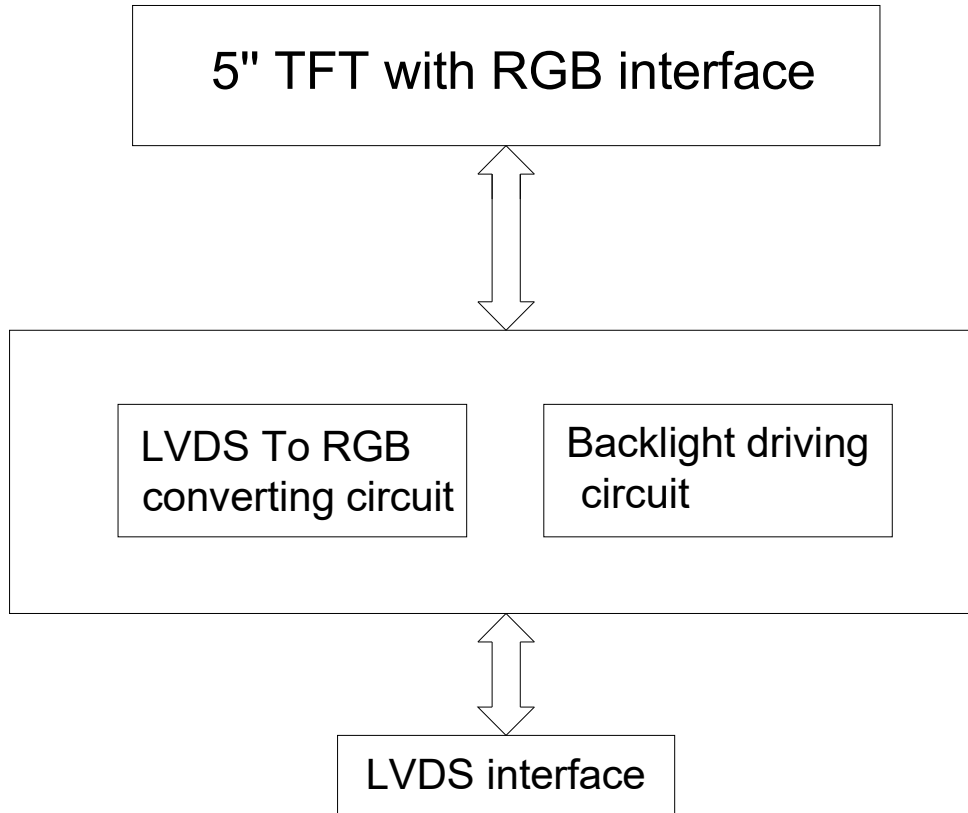 5" TFT with RGB interface
LVDS To RGB
converting circuit
Backlight driving
circuit
LVDS interface